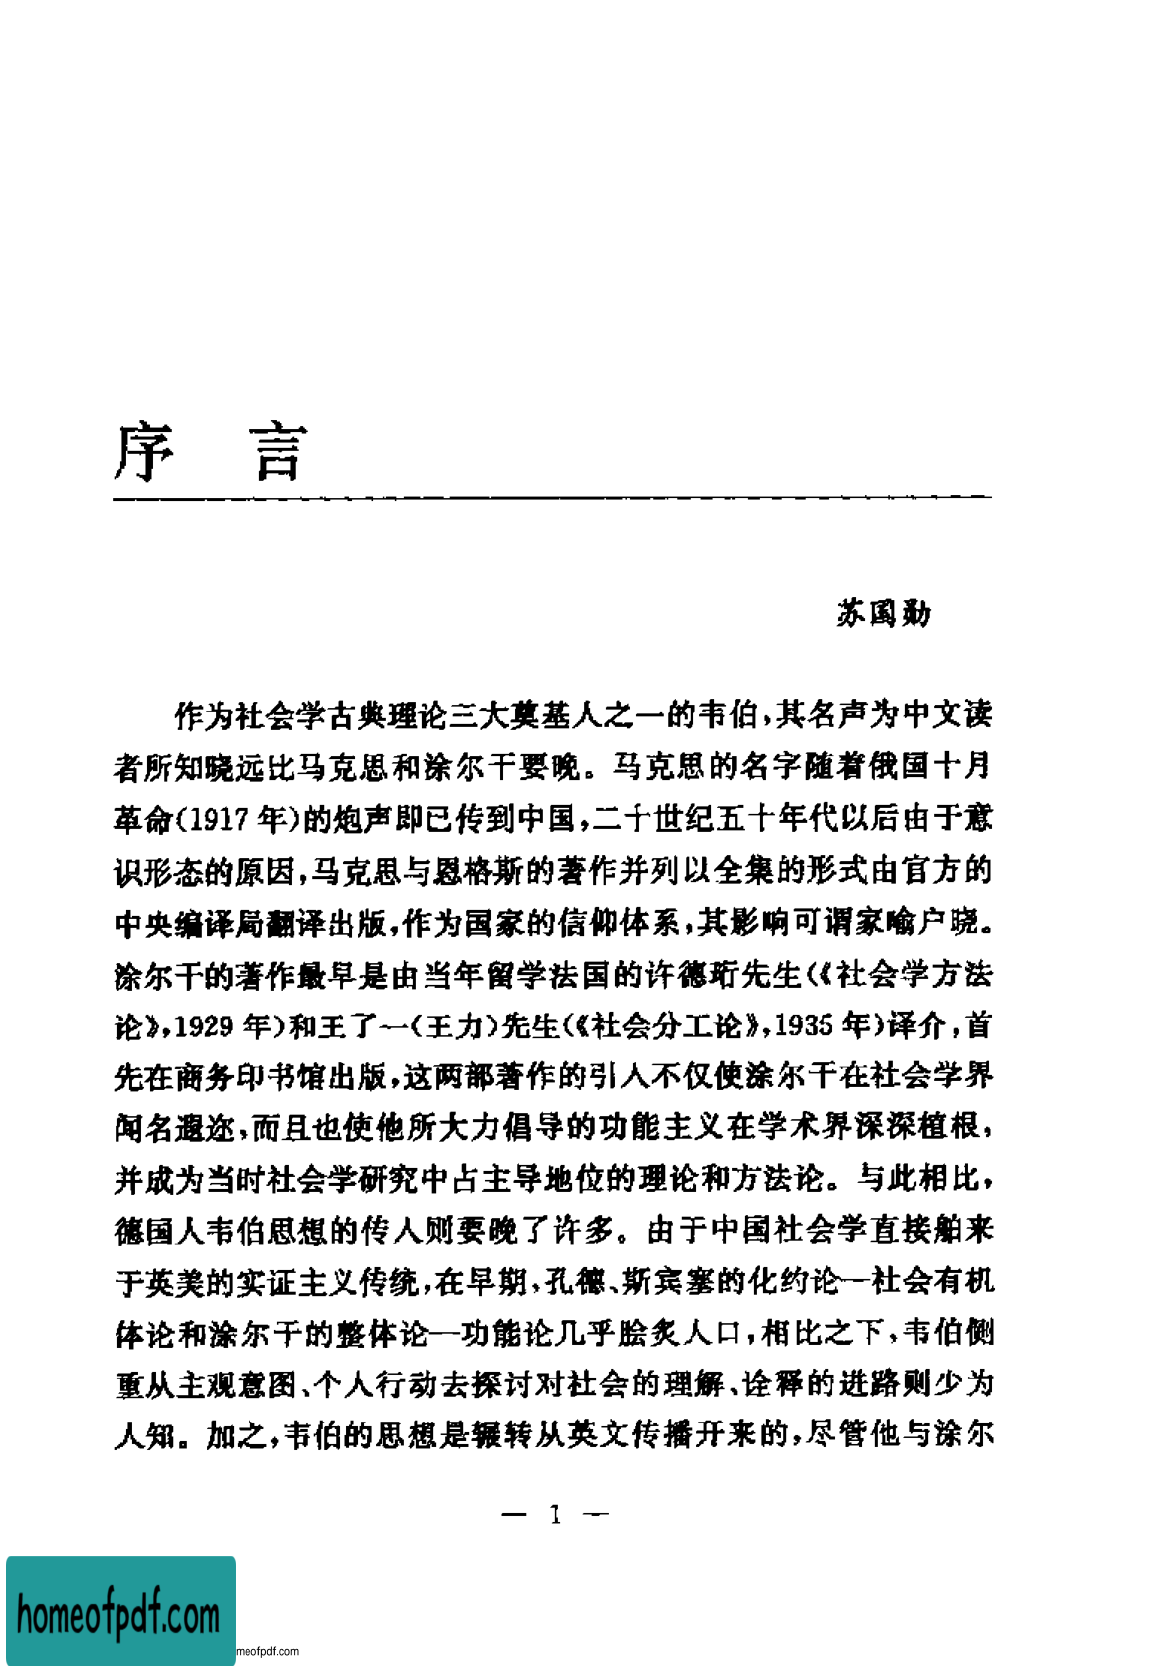 序 言
苏国勋
作为社会学古典理论三大奠基人之一的韦伯,其名声为中文读
者所知晓远比马克思和涂尔干要晚。马克思的名字随着俄国十月
革命(1917 年)的炮声即已传到中国,二十世纪五十年代以后由于意
识形态的原因,马克思与恩格斯的著作并列以全集的形式由官方的
中央编译局翻译出版,作为国家的信仰体系,其影响可谓家喻户晓。
涂尔干的著作最早是由当年留学法国的许德珩先生(《社会学方法
论》,1929 年)和王了一(王力)先生(《社会分工论》,1935 年)译介,首
先在商务印书馆出版,这两部著作的引入不仅使涂尔干在社会学界
闻名遐迩,而且也使他所大力倡导的功能主义在学术界深深植根,
并成为当时社会学研究中占主导地位的理论和方法论。与此相比,
德国人韦伯思想的传入则要晚了许多。由于中国社会学直接舶来
于英美的实证主义传统,在早期,孔德、斯宾塞的化约论—社会有机
体论和涂尔干的整体论—功能论几乎脍炙人口,相比之下,韦伯侧
重从主观意图、个人行动去探讨对社会的理解、诠释的进路则少为
人知。加之,韦伯的思想是辗转从英文传播开来的,尽管他与涂尔
— 1 —
homeofpdf.com
meofpdf.com